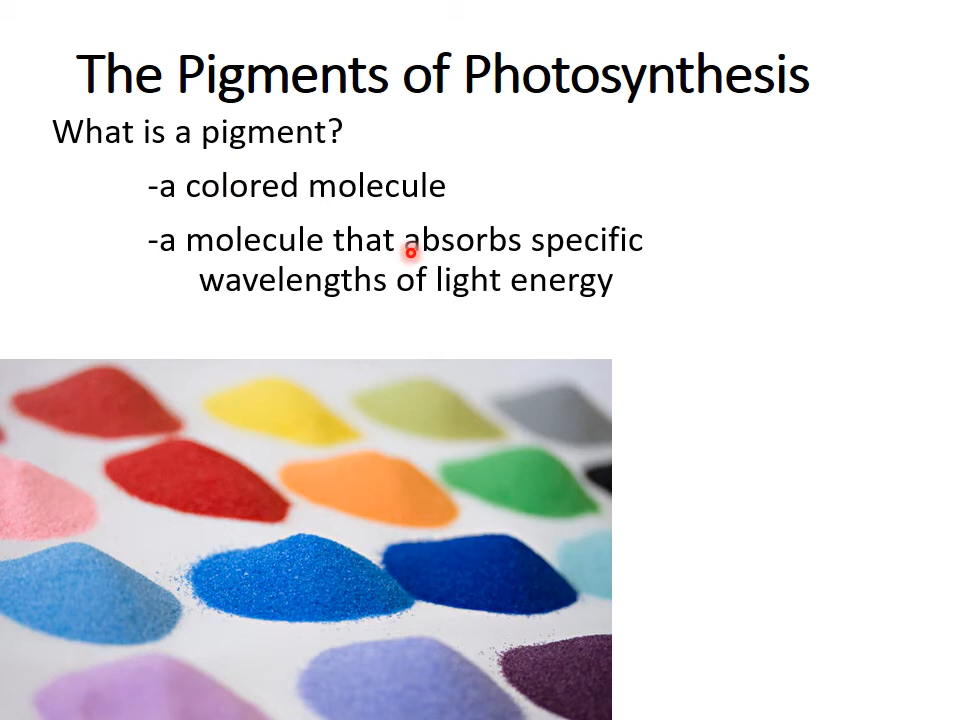 The Pigments of Photosynthesis
What is a pigment?
-a colored molecule
-a molecule that absorbs specific
wavelengths of light energy